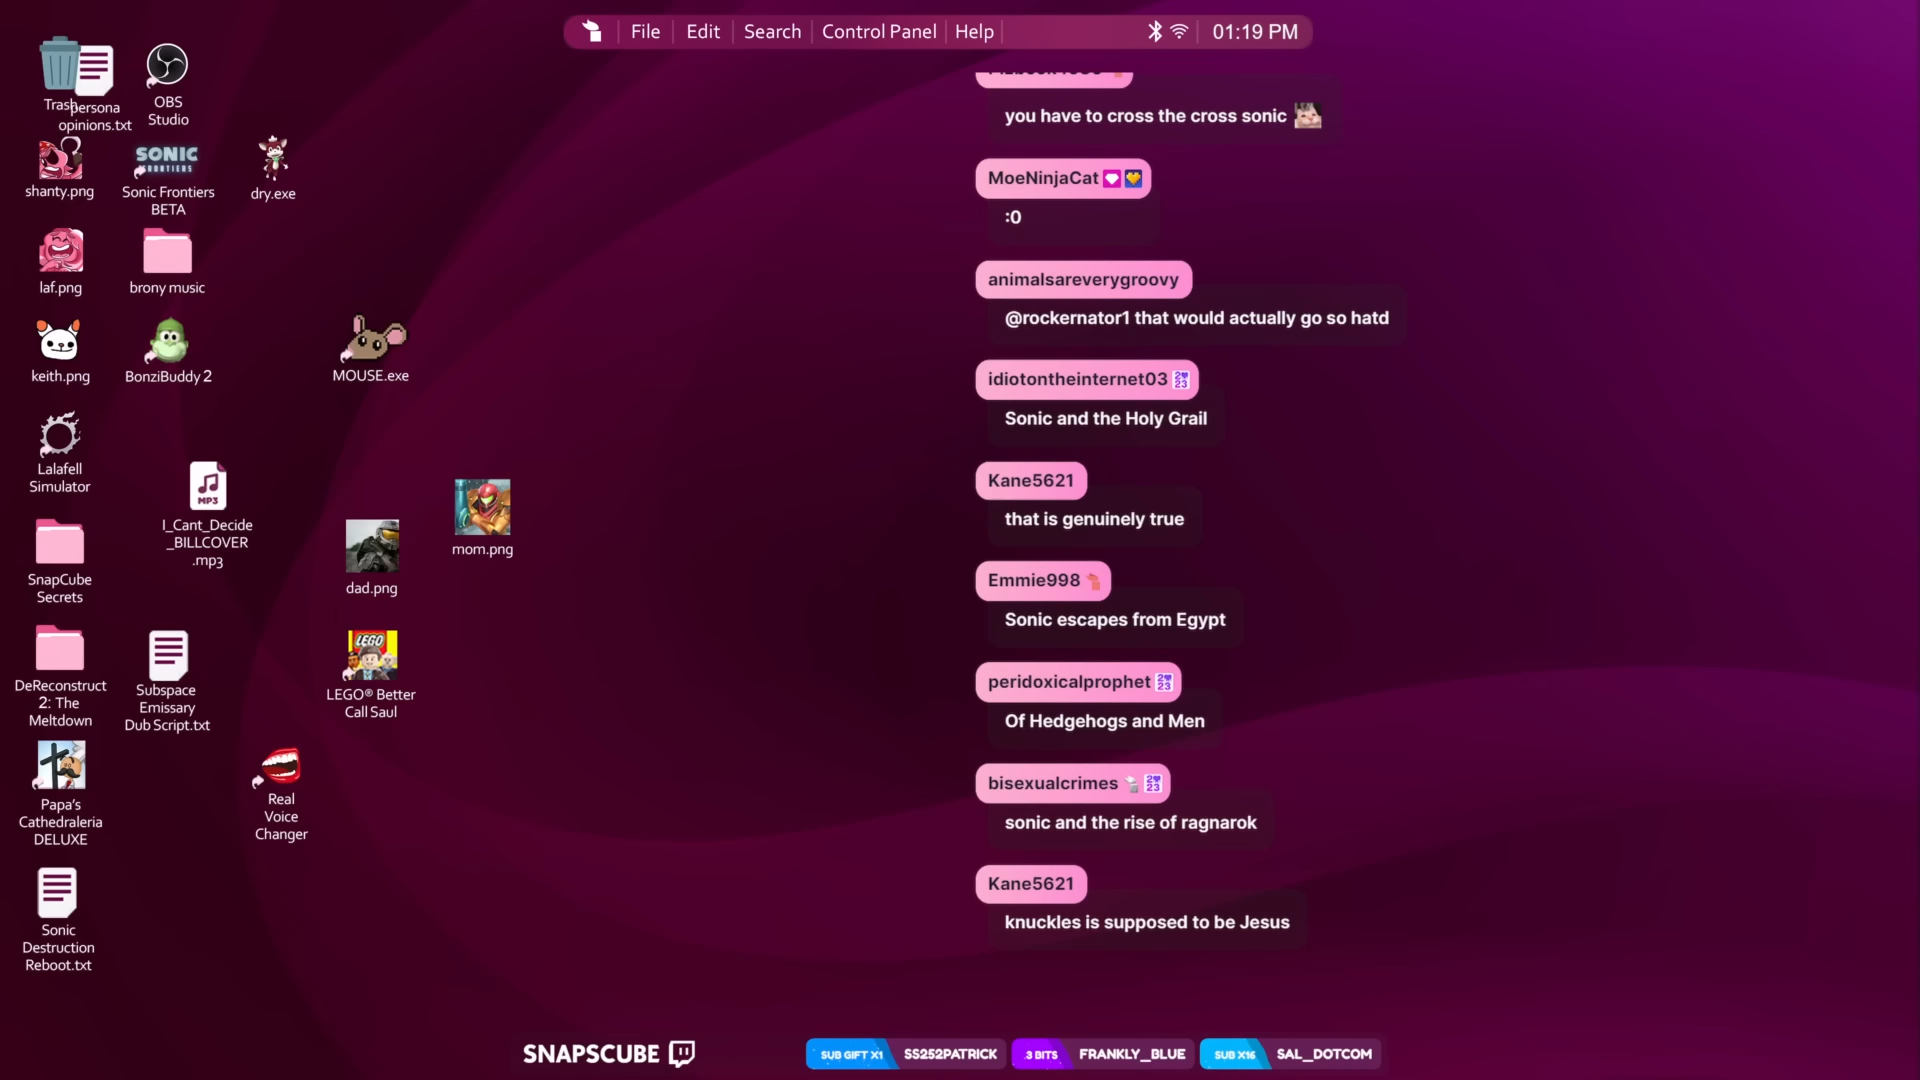 File Edit Search Control Panel Help 01:19 PM
Trash
persona
opinions.txt
OBS
Studio
shanty.png
SONIC
FRONTIERS
Sonic Frontiers
BETA
dry.exe
laf.png
brony music
keith.png
BonziBuddy 2
MOUSE.exe
Lalafell
Simulator
MP3
I_Cant_Decide
_BILLCOVER
.mp3
mom.png
dad.png
SnapCube
Secrets
LEGO
LEGO® Better
Call Saul
DeReconstruct
2: The
Meltdown
Subspace
Emissary
Dub Script.txt
Papa's
Cathedraleria
DELUXE
Real
Voice
Changer
Sonic
Destruction
Reboot.txt
you have to cross the cross sonic
MoeNinjaCat
:0
animalsareverygroovy
@rockernator1 that would actually go so hatd
idiotontheinternet03
Sonic and the Holy Grail
Kane5621
that is genuinely true
Emmie998
Sonic escapes from Egypt
peridoxicalprophet
Of Hedgehogs and Men
bisexualcrimes
sonic and the rise of ragnarok
Kane5621
knuckles is supposed to be Jesus
SNAPSCUBE
SUB GIFT X1 SS252PATRICK
3 BITS FRANKLY_BLUE
SUB X16 SAL_DOTCOM